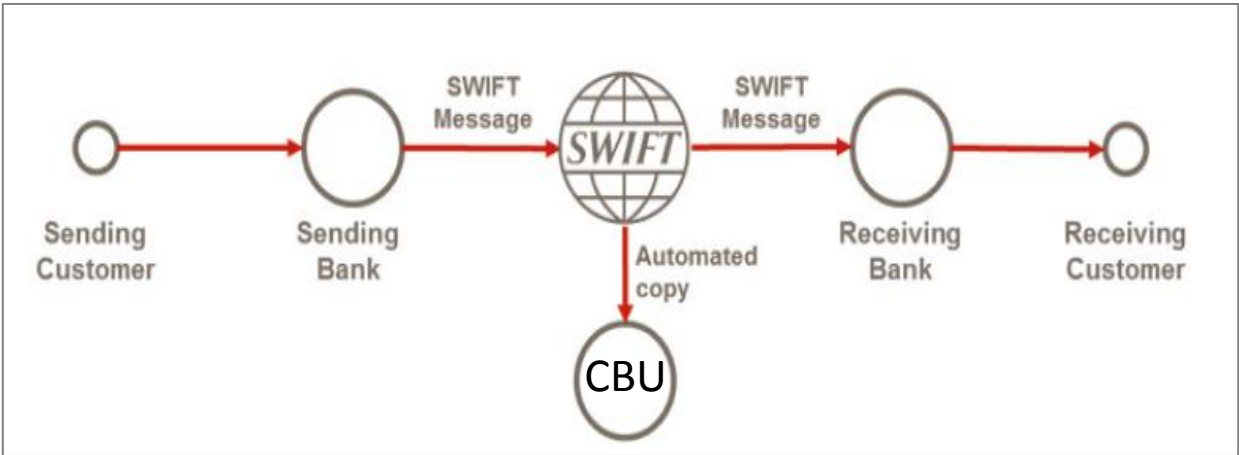 SWIFT
Message
SWIFT
Message
SWIFT
Sending
Customer
Sending
Bank
Receiving
Bank
Receiving
Customer
Automated
copy
CBU